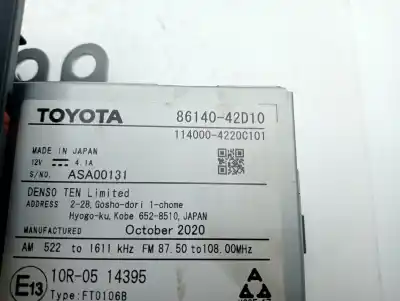 TOYOTA 86140-42D10
114000-4220C101
MADE IN JAPAN
12V 4.1A
S/NO. ASA00131
DENSO TEN Limited
ADDRESS 2-28, Gosho-dori 1-chome
Hyogo-ku, Kobe 652-8510, JAPAN
MANUFACTURED October 2020
AM 522 to 1611 kHz FM 87.50 to 108.00MHz
E13 10R-05 14395
Type: FT0106B